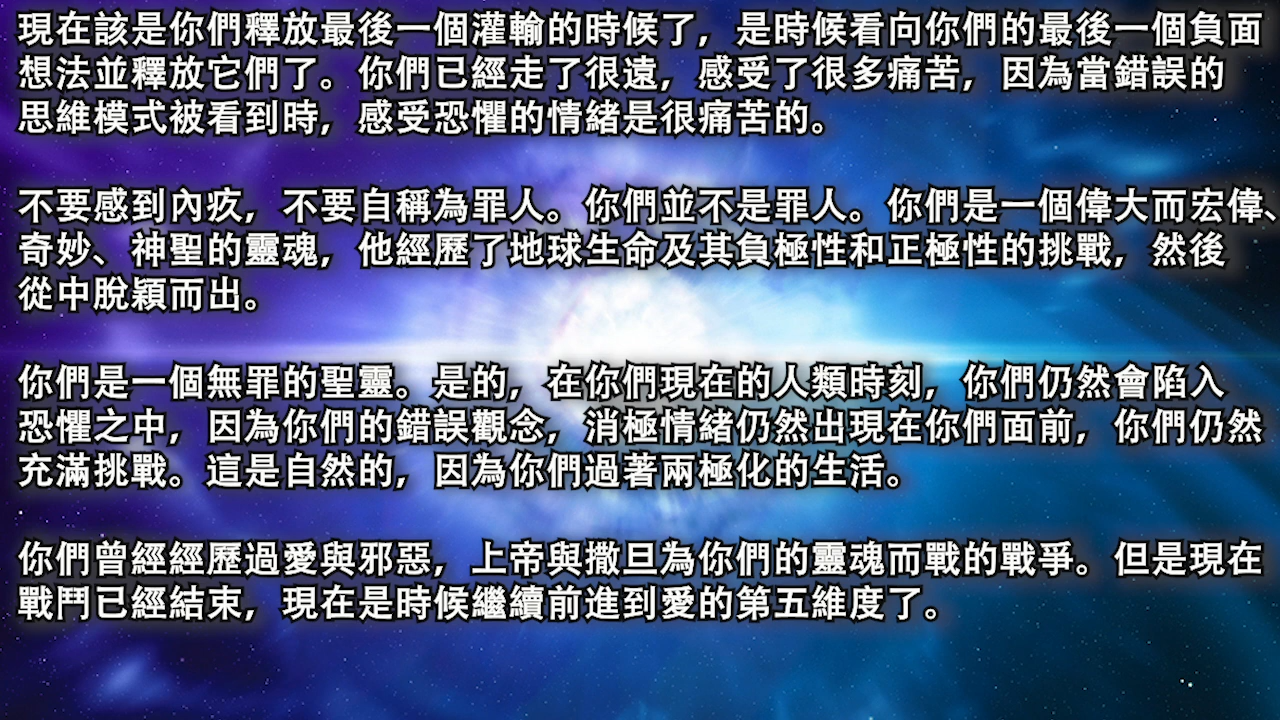 現在該是你們釋放最後一個灌輸的時候了，是時候看向你們的最後一個負面
想法並釋放它們了。你們已經走了很遠，感受了很多痛苦，因為當錯誤的
思維模式被看到時，感受恐懼的情緒是很痛苦的。
不要感到內疚，不要自稱為罪人。你們並不是罪人。你們是一個偉大而宏偉、
奇妙、神聖的靈魂，他經歷了地球生命及其負極性和正極性的挑戰，然後
從中脫穎而出。
你們是一個無罪的聖靈。是的，在你們現在的人類時刻，你們仍然會陷入
恐懼之中，因為你們的錯誤觀念，消極情緒仍然出現在你們面前，你們仍然
充滿挑戰。這是自然的，因為你們過著兩極化的生活。
你們曾經經歷過愛與邪惡，上帝與撒旦為你們的靈魂而戰的戰爭。但是現在
戰鬥已經結束，現在是時候繼續前進到愛的第五維度了。